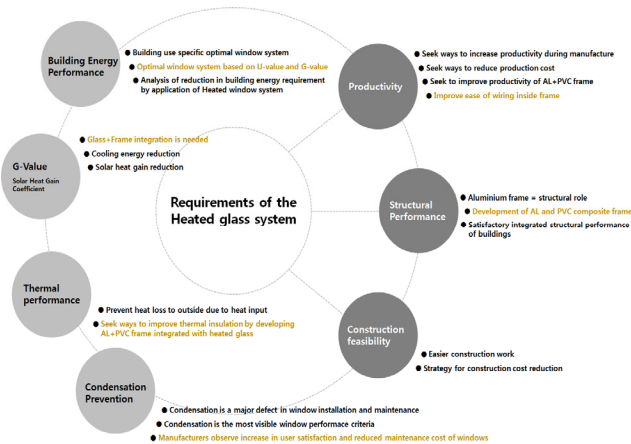 Building Energy
Performance
● Building use specific optimal window system
● Optimal window system based on U-value and G-value
● Analysis of reduction in building energy requirement
by application of Heated window system
Productivity
● Seek ways to increase productivity during manufacture
● Seek ways to reduce production cost
● Seek to improve productivity of AL+PVC frame
● Improve ease of wiring inside frame
G-Value
Solar Heat Gain
Coefficient
● Glass+Frame integration is needed
● Cooling energy reduction
● Solar heat gain reduction
Requirements of the
Heated glass system
Structural
Performance
● Aluminium frame = structural role
● Development of AL and PVC composite frame
● Satisfactory integrated structural performance
of buildings
Thermal
performance
● Prevent heat loss to outside due to heat input
● Seek ways to improve thermal insulation by developing
AL+PVC frame integrated with heated glass
Construction
feasibility
● Easier construction work
● Strategy for construction cost reduction
Condensation
Prevention
● Condensation is a major defect in window installation and maintenance
● Condensation is the most visible window performace criteria
● Manufacturers observe increase in user satisfaction and reduced maintenance cost of windows